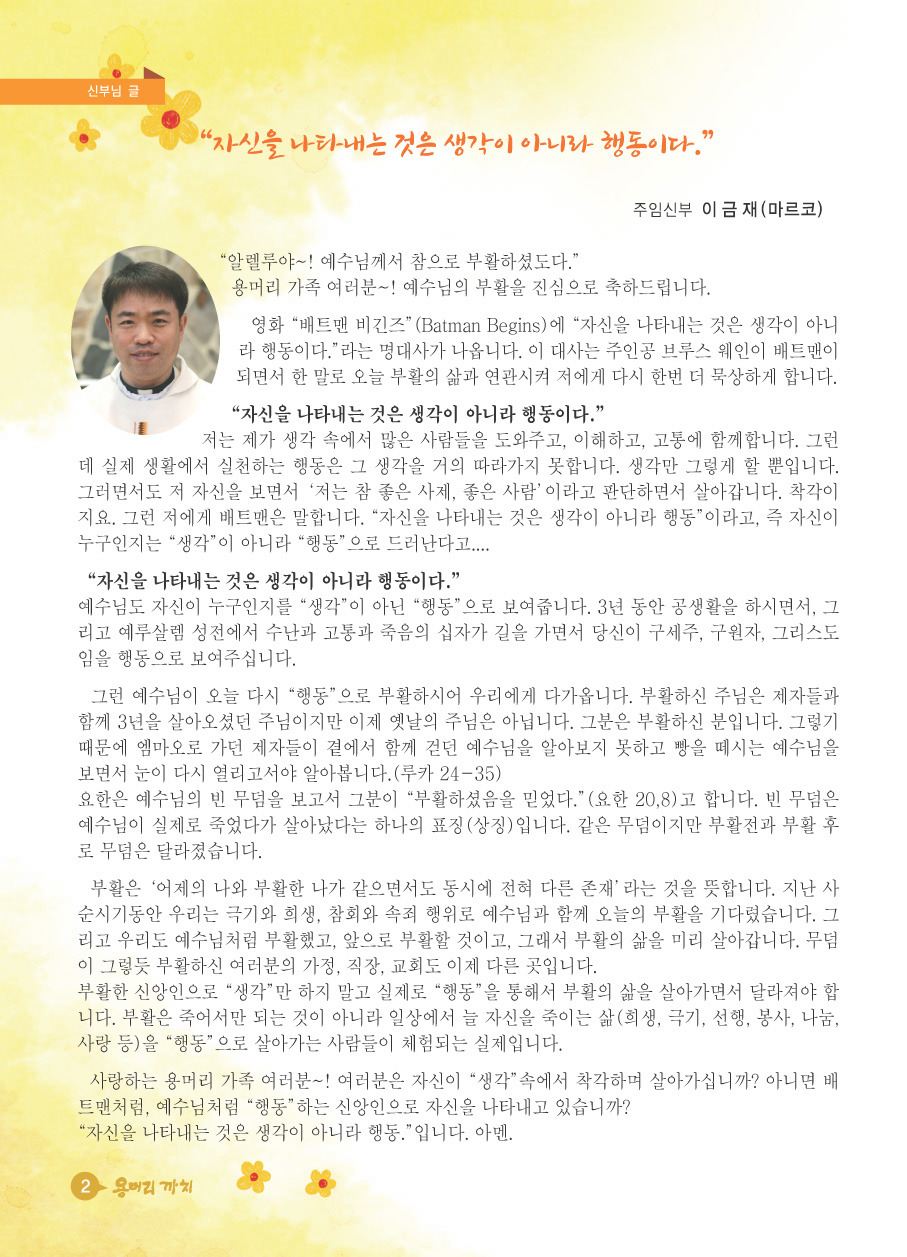 신부님 글
“자신을 나타내는 것은 생각이 아니라 행동이다.”
주임신부 이 금 재(마르코)
“알렐루야~! 예수님께서 참으로 부활하셨도다.”
용머리 가족 여러분~! 예수님의 부활을 진심으로 축하드립니다.
영화 “배트맨 비긴즈”(Batman Begins)에 “자신을 나타내는 것은 생각이 아니
라 행동이다.”라는 명대사가 나옵니다. 이 대사는 주인공 브루스 웨인이 배트맨이
되면서 한 말로 오늘 부활의 삶과 연관시켜 저에게 다시 한번 더 묵상하게 합니다.
“자신을 나타내는 것은 생각이 아니라 행동이다.”
저는 제가 생각 속에서 많은 사람들을 도와주고, 이해하고, 고통에 함께합니다. 그런
데 실제 생활에서 실천하는 행동은 그 생각을 거의 따라가지 못합니다. 생각만 그렇게 할 뿐입니다.
그러면서도 저 자신을 보면서 ‘저는 참 좋은 사제, 좋은 사람’이라고 판단하면서 살아갑니다. 착각이
지요. 그런 저에게 배트맨은 말합니다. “자신을 나타내는 것은 생각이 아니라 행동”이라고, 즉 자신이
누구인지는 “생각”이 아니라 “행동”으로 드러난다고....
“자신을 나타내는 것은 생각이 아니라 행동이다.”
예수님도 자신이 누구인지를 “생각”이 아닌 “행동”으로 보여줍니다. 3년 동안 공생활을 하시면서, 그
리고 예루살렘 성전에서 수난과 고통과 죽음의 십자가 길을 가면서 당신이 구세주, 구원자, 그리스도
임을 행동으로 보여주십니다.
그런 예수님이 오늘 다시 “행동”으로 부활하시어 우리에게 다가옵니다. 부활하신 주님은 제자들과
함께 3년을 살아오셨던 주님이지만 이제 옛날의 주님은 아닙니다. 그분은 부활하신 분입니다. 그렇기
때문에 엠마오로 가던 제자들이 곁에서 함께 걷던 예수님을 알아보지 못하고 빵을 떼시는 예수님을
보면서 눈이 다시 열리고서야 알아봅니다.(루카 24-35)
요한은 예수님의 빈 무덤을 보고서 그분이 “부활하셨음을 믿었다.”(요한 20,8)고 합니다. 빈 무덤은
예수님이 실제로 죽었다가 살아났다는 하나의 표징(상징)입니다. 같은 무덤이지만 부활전과 부활 후
로 무덤은 달라졌습니다.
부활은 ‘어제의 나와 부활한 나가 같으면서도 동시에 전혀 다른 존재’라는 것을 뜻합니다. 지난 사
순시기동안 우리는 극기와 희생, 참회와 속죄 행위로 예수님과 함께 오늘의 부활을 기다렸습니다. 그
리고 우리도 예수님처럼 부활했고, 앞으로 부활할 것이고, 그래서 부활의 삶을 미리 살아갑니다. 무덤
이 그렇듯 부활하신 여러분의 가정, 직장, 교회도 이제 다른 곳입니다.
부활한 신앙인으로 “생각”만 하지 말고 실제로 “행동”을 통해서 부활의 삶을 살아가면서 달라져야 합
니다. 부활은 죽어서만 되는 것이 아니라 일상에서 늘 자신을 죽이는 삶(희생, 극기, 선행, 봉사, 나눔,
사랑 등)을 “행동”으로 살아가는 사람들이 체험되는 실제입니다.
사랑하는 용머리 가족 여러분~! 여러분은 자신이 “생각”속에서 착각하며 살아가십니까? 아니면 배
트맨처럼, 예수님처럼 “행동”하는 신앙인으로 자신을 나타내고 있습니까?
“자신을 나타내는 것은 생각이 아니라 행동.”입니다. 아멘.
2 용머리 까치